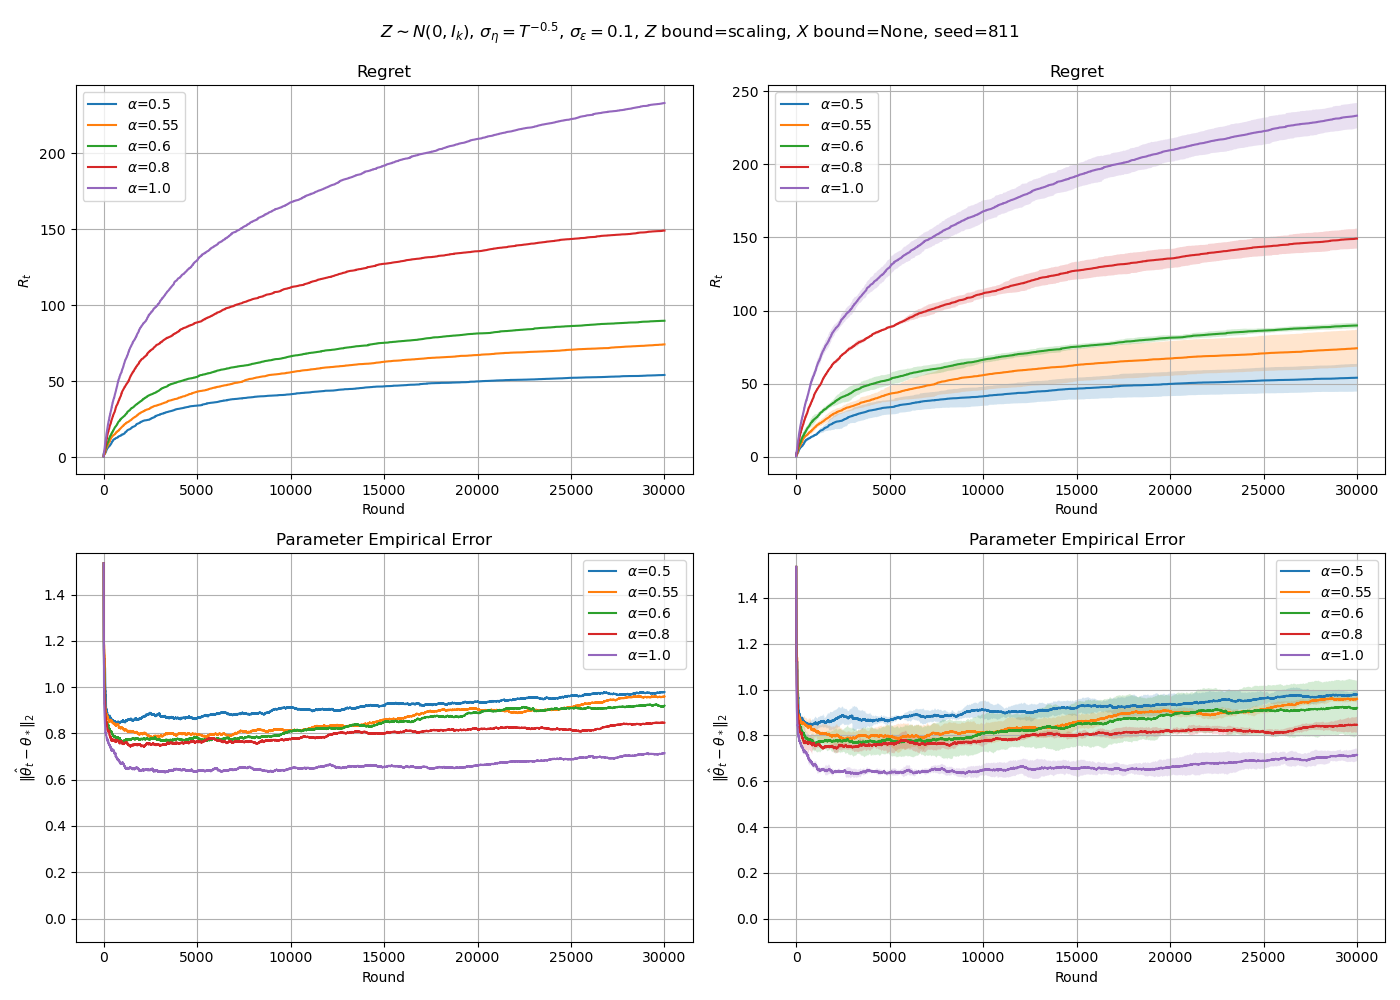 Z ∼ N(0, I_k), σ_η = T^{−0.5}, σ_ε = 0.1, Z bound=scaling, X bound=None, seed=811
Regret
R_t
200
150
100
50
0
α=0.5
α=0.55
α=0.6
α=0.8
α=1.0
0 5000 10000 15000 20000 25000 30000
Round
Regret
R_t
250
200
150
100
50
0
α=0.5
α=0.55
α=0.6
α=0.8
α=1.0
0 5000 10000 15000 20000 25000 30000
Round
Parameter Empirical Error
‖θ̂_t − θ_*‖_2
1.4
1.2
1.0
0.8
0.6
0.4
0.2
0.0
α=0.5
α=0.55
α=0.6
α=0.8
α=1.0
0 5000 10000 15000 20000 25000 30000
Round
Parameter Empirical Error
‖θ̂_t − θ_*‖_2
1.4
1.2
1.0
0.8
0.6
0.4
0.2
0.0
α=0.5
α=0.55
α=0.6
α=0.8
α=1.0
0 5000 10000 15000 20000 25000 30000
Round